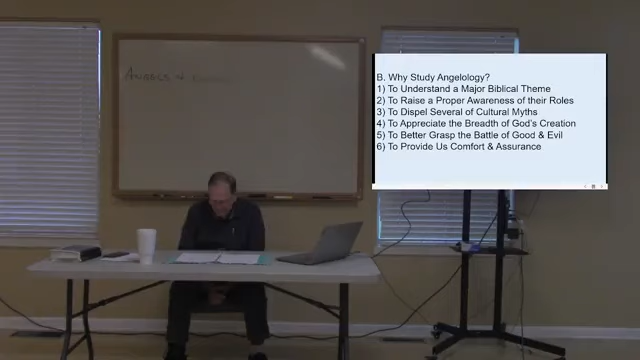 ANGELS
B. Why Study Angelology?
1) To Understand a Major Biblical Theme
2) To Raise a Proper Awareness of their Roles
3) To Dispel Several of Cultural Myths
4) To Appreciate the Breadth of God's Creation
5) To Better Grasp the Battle of Good & Evil
6) To Provide Us Comfort & Assurance